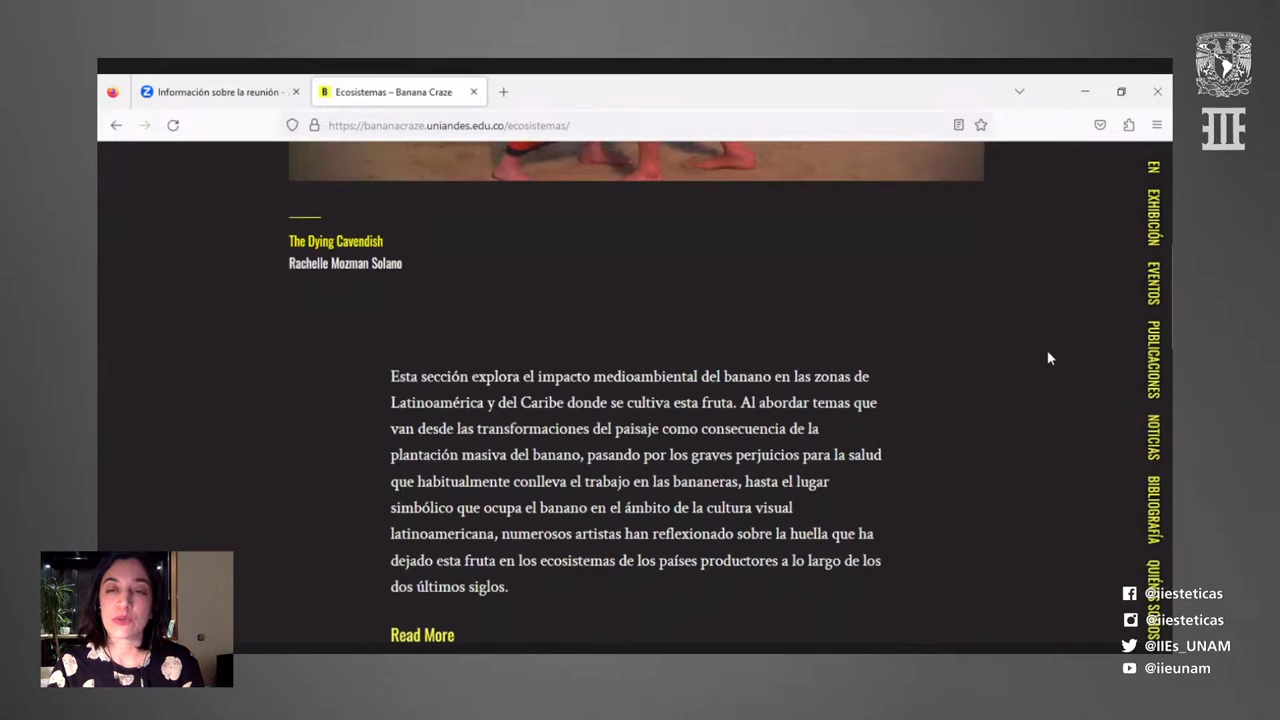 Información sobre la reunión -
Ecosistemas – Banana Craze
https://bananacraze.uniandes.edu.co/ecosistemas/
The Dying Cavendish
Rachelle Mozman Solano
Esta sección explora el impacto medioambiental del banano en las zonas de
Latinoamérica y del Caribe donde se cultiva esta fruta. Al abordar temas que
van desde las transformaciones del paisaje como consecuencia de la
plantación masiva del banano, pasando por los graves perjuicios para la salud
que habitualmente conlleva el trabajo en las bananeras, hasta el lugar
simbólico que ocupa el banano en el ámbito de la cultura visual
latinoamericana, numerosos artistas han reflexionado sobre la huella que ha
dejado esta fruta en los ecosistemas de los países productores a lo largo de los
dos últimos siglos.
Read More
EN
EXHIBICIÓN
EVENTOS
PUBLICACIONES
NOTICIAS
BIBLIOGRAFÍA
@iiesteticas
@iiesteticas
@IIEs_UNAM
@iieunam